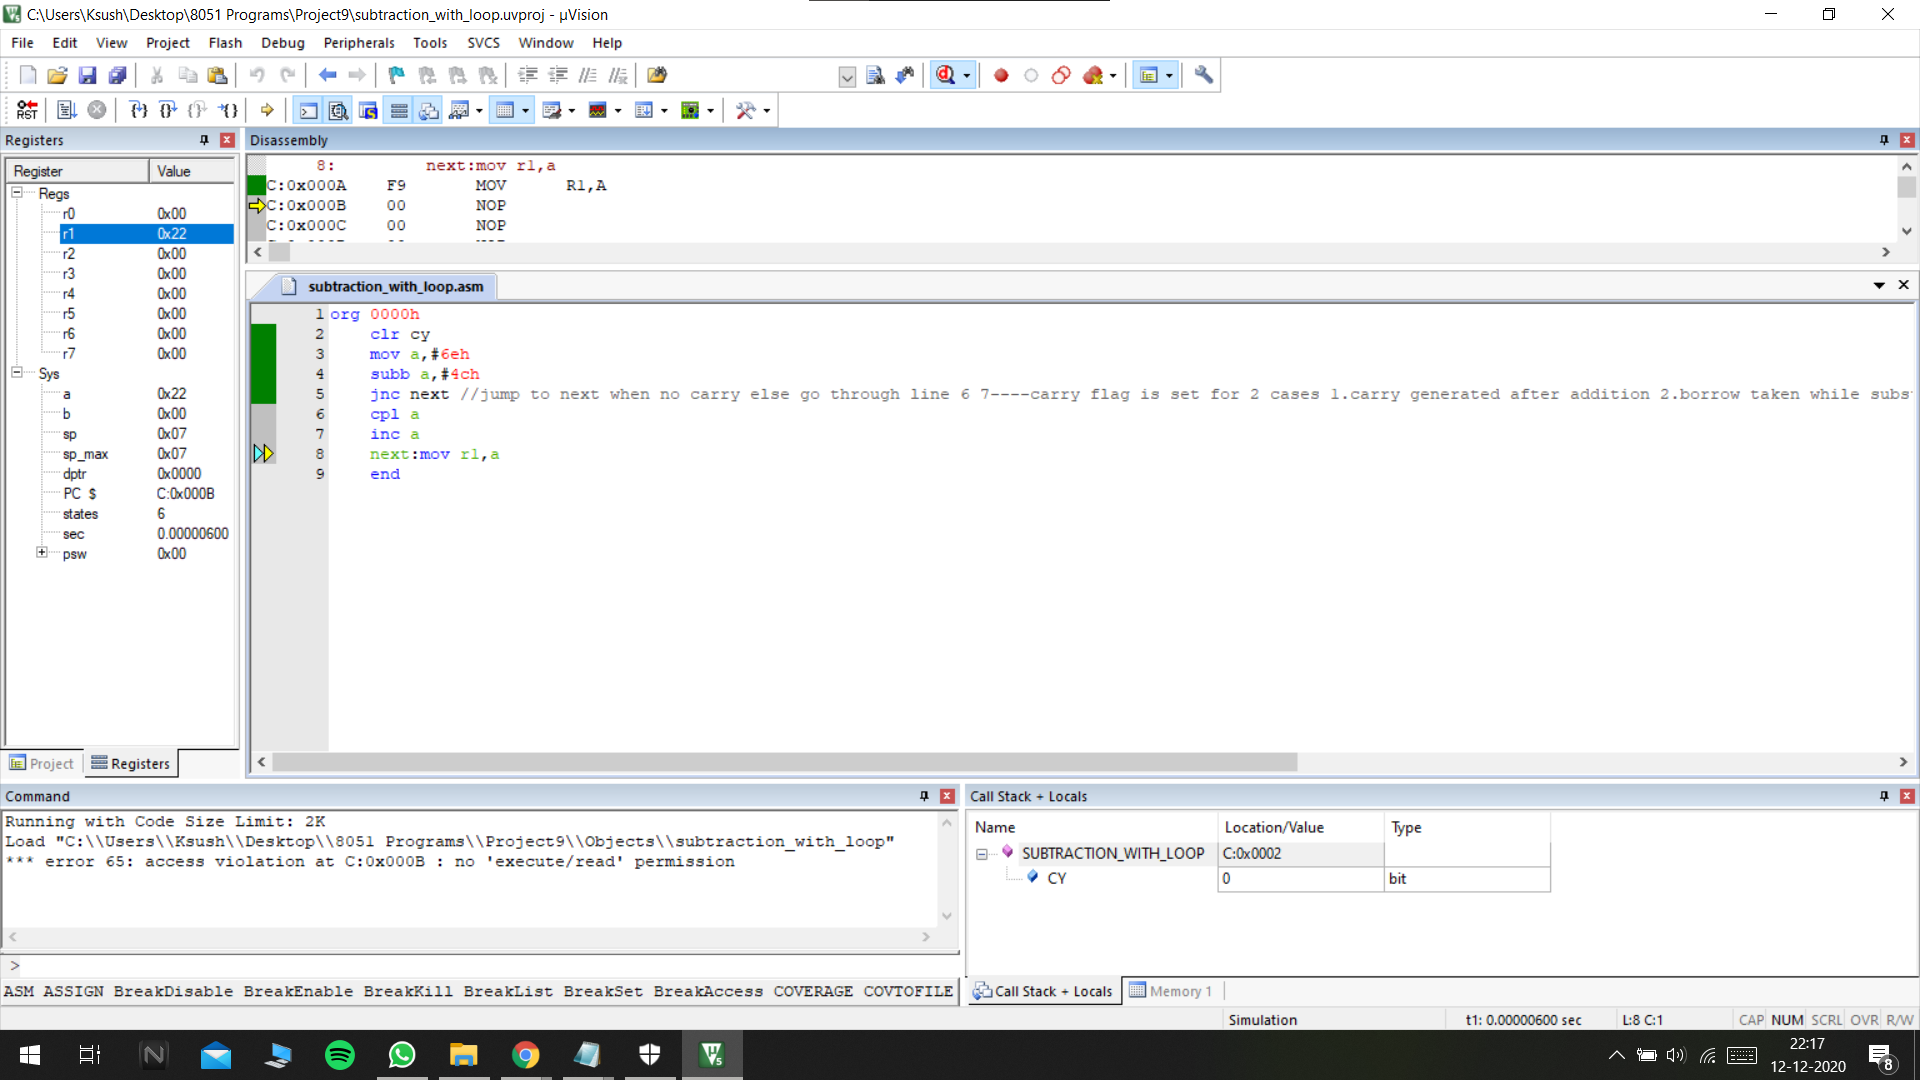 C:\Users\Ksush\Desktop\8051 Programs\Project9\subtraction_with_loop.uvproj - µVision
File Edit View Project Flash Debug Peripherals Tools SVCS Window Help
RST
Registers
Register Value
Regs
r0 0x00
r1 0x22
r2 0x00
r3 0x00
r4 0x00
r5 0x00
r6 0x00
r7 0x00
Sys
a 0x22
b 0x00
sp 0x07
sp_max 0x07
dptr 0x0000
PC $ C:0x000B
states 6
sec 0.00000600
psw 0x00
Project Registers
Disassembly
8: next:mov r1,a
C:0x000A F9 MOV R1,A
C:0x000B 00 NOP
C:0x000C 00 NOP
subtraction_with_loop.asm
1 org 0000h
2 clr cy
3 mov a,#6eh
4 subb a,#4ch
5 jnc next //jump to next when no carry else go through line 6 7----carry flag is set for 2 cases 1.carry generated after addition 2.borrow taken while subs
6 cpl a
7 inc a
8 next:mov r1,a
9 end
Command
Running with Code Size Limit: 2K
Load "C:\\Users\\Ksush\\Desktop\\8051 Programs\\Project9\\Objects\\subtraction_with_loop"
*** error 65: access violation at C:0x000B : no 'execute/read' permission
>
ASM ASSIGN BreakDisable BreakEnable BreakKill BreakList BreakSet BreakAccess COVERAGE COVTOFILE
Call Stack + Locals
Name Location/Value Type
SUBTRACTION_WITH_LOOP C:0x0002
CY 0 bit
Call Stack + Locals Memory 1
Simulation t1: 0.00000600 sec L:8 C:1 CAP NUM SCRL OVR R/W
22:17
12-12-2020
8